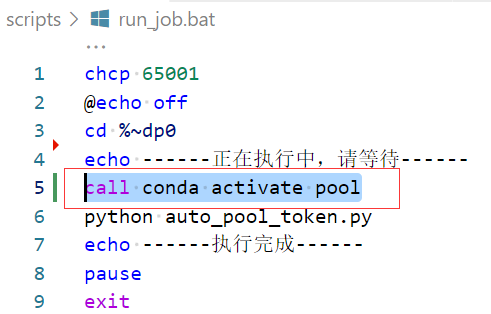 scripts > run_job.bat
...
1 chcp 65001
2 @echo off
3 cd %~dp0
4 echo ------正在执行中，请等待------
5 call conda activate pool
6 python auto_pool_token.py
7 echo ------执行完成------
8 pause
9 exit